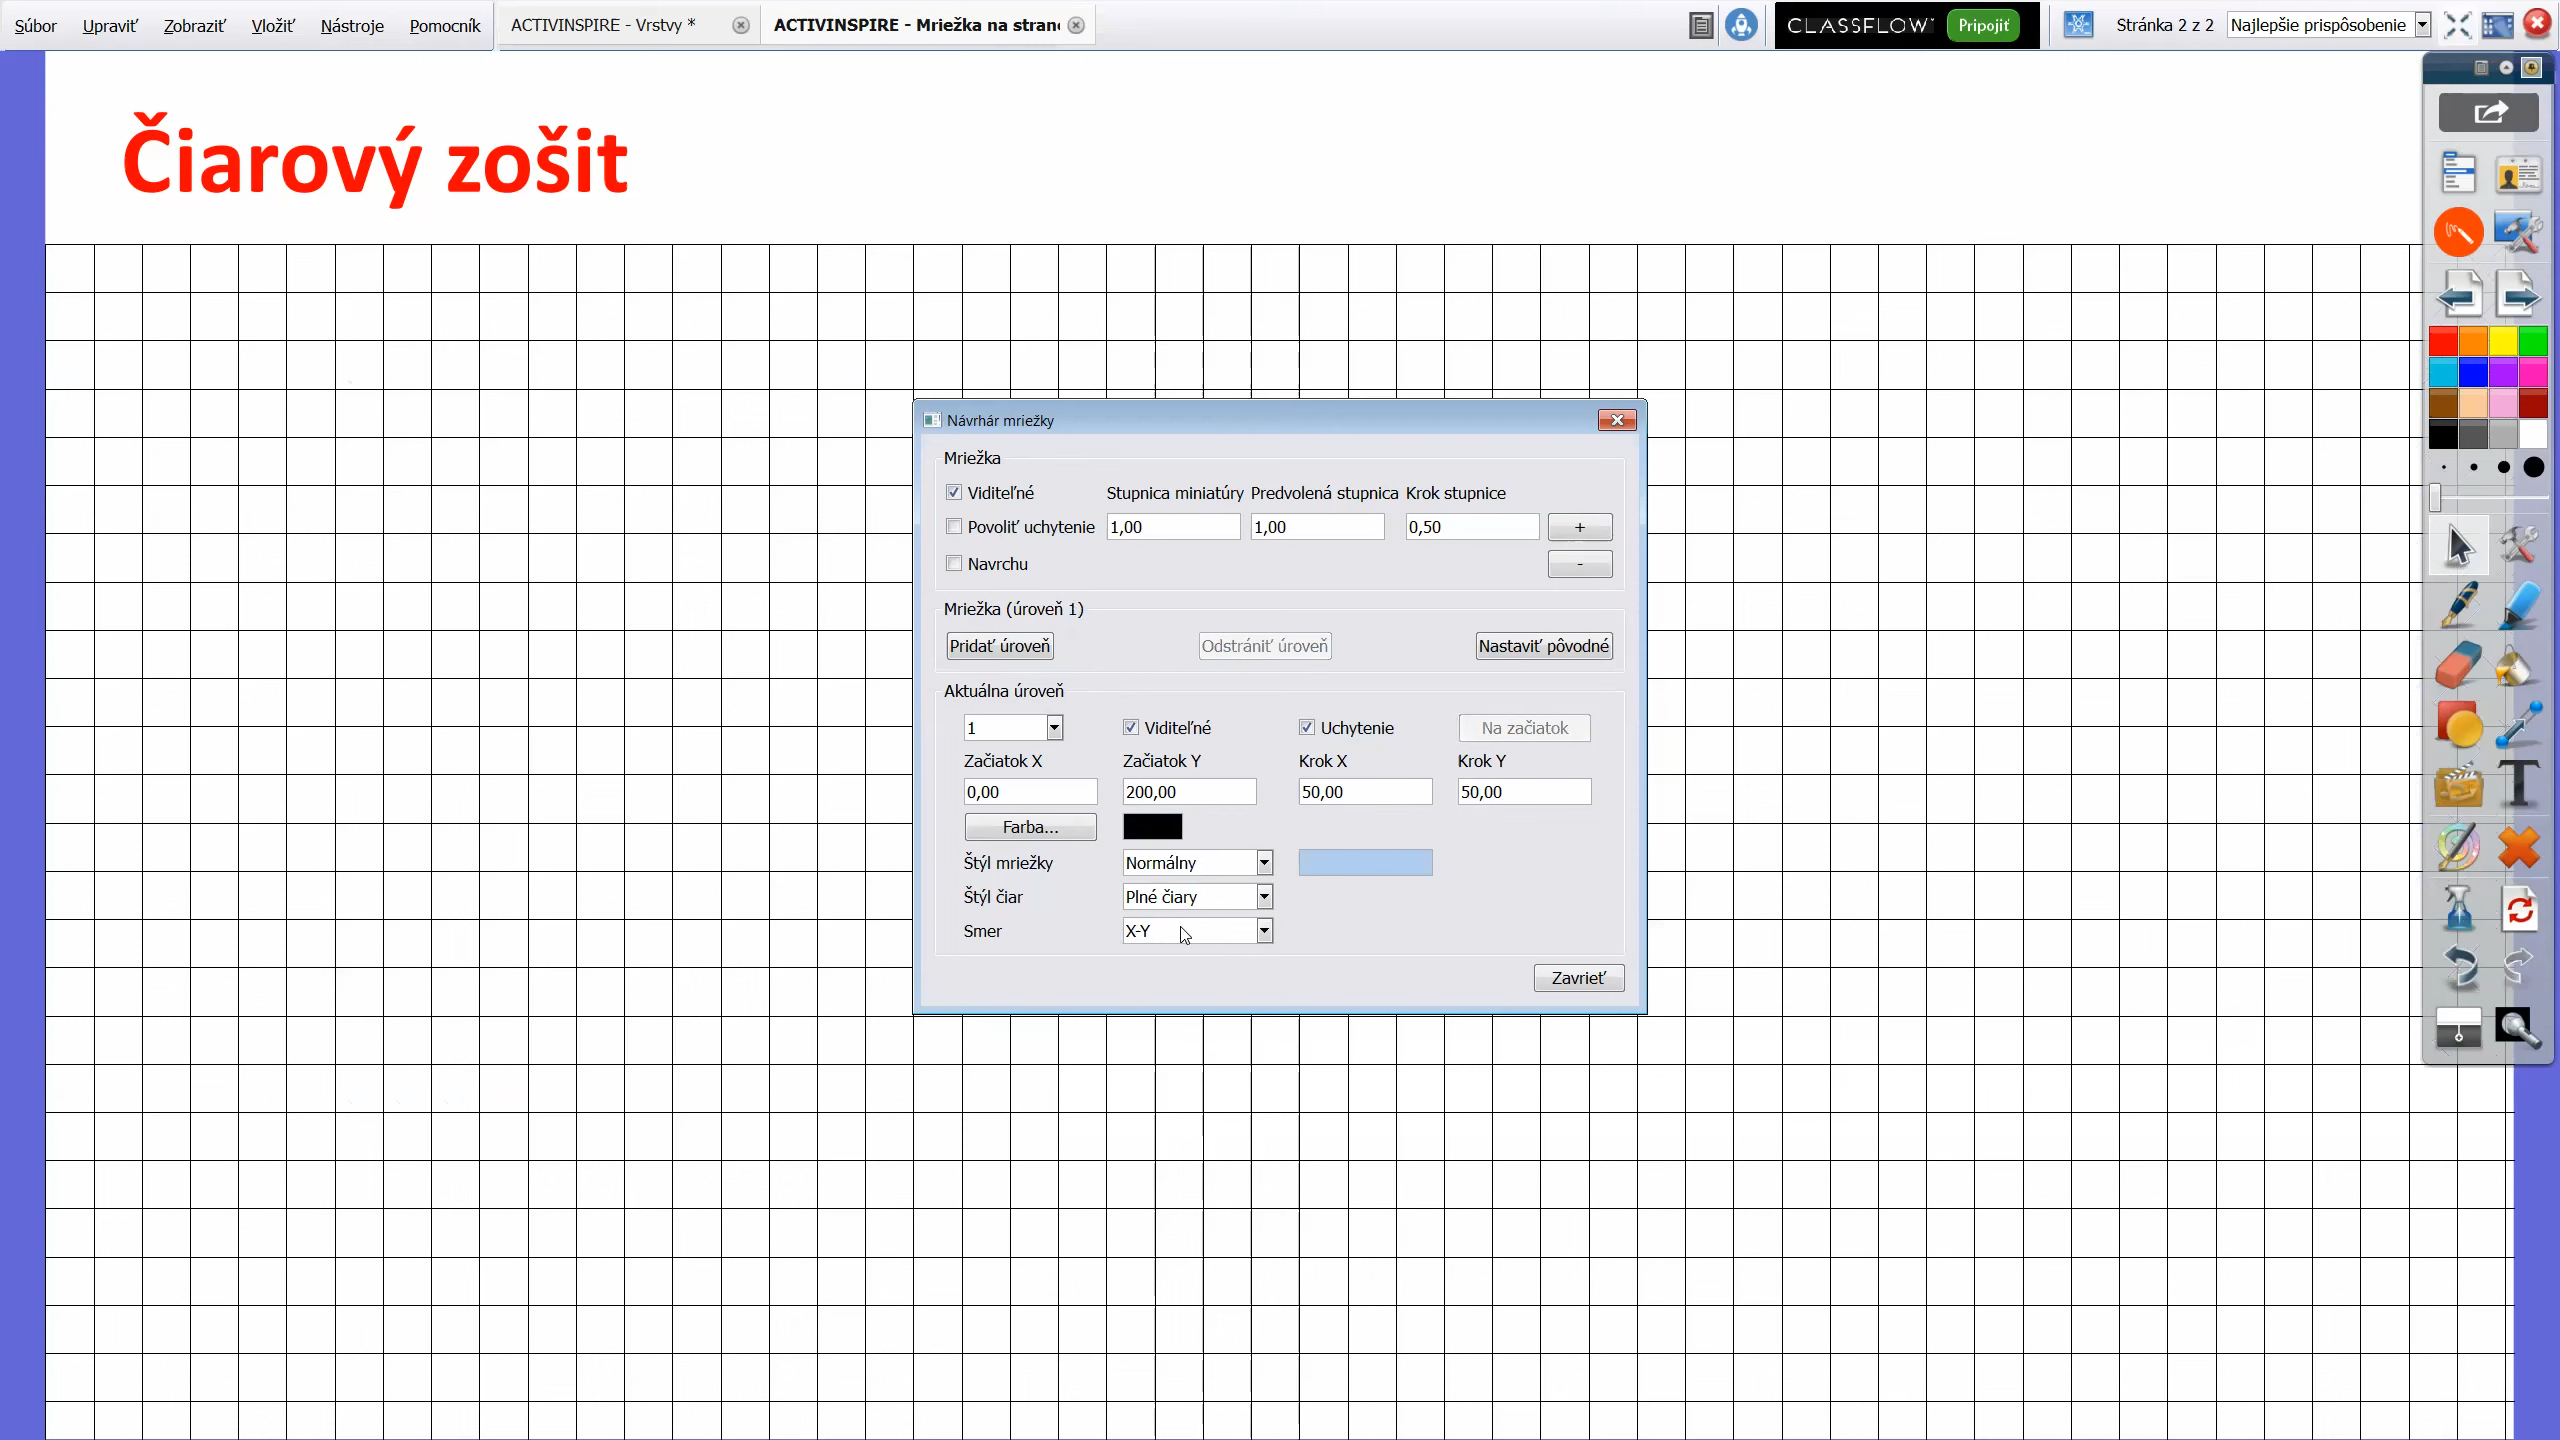 Súbor Upraviť Zobraziť Vložiť Nástroje Pomocník ACTIVINSPIRE - Vrstvy * ACTIVINSPIRE - Mriežka na stran CLASSFLOW Pripojiť Stránka 2 z 2 Najlepšie prispôsobenie
Čiarový zošit
Návrhár mriežky
Mriežka
Viditeľné Stupnica miniatúry Predvolená stupnica Krok stupnice
Povoliť uchytenie 1,00 1,00 0,50 +
Navrchu -
Mriežka (úroveň 1)
Pridať úroveň Odstrániť úroveň Nastaviť pôvodné
Aktuálna úroveň
1 Viditeľné Uchytenie Na začiatok
Začiatok X Začiatok Y Krok X Krok Y
0,00 200,00 50,00 50,00
Farba...
Štýl mriežky Normálny
Štýl čiar Plné čiary
Smer X-Y
Zavrieť
T